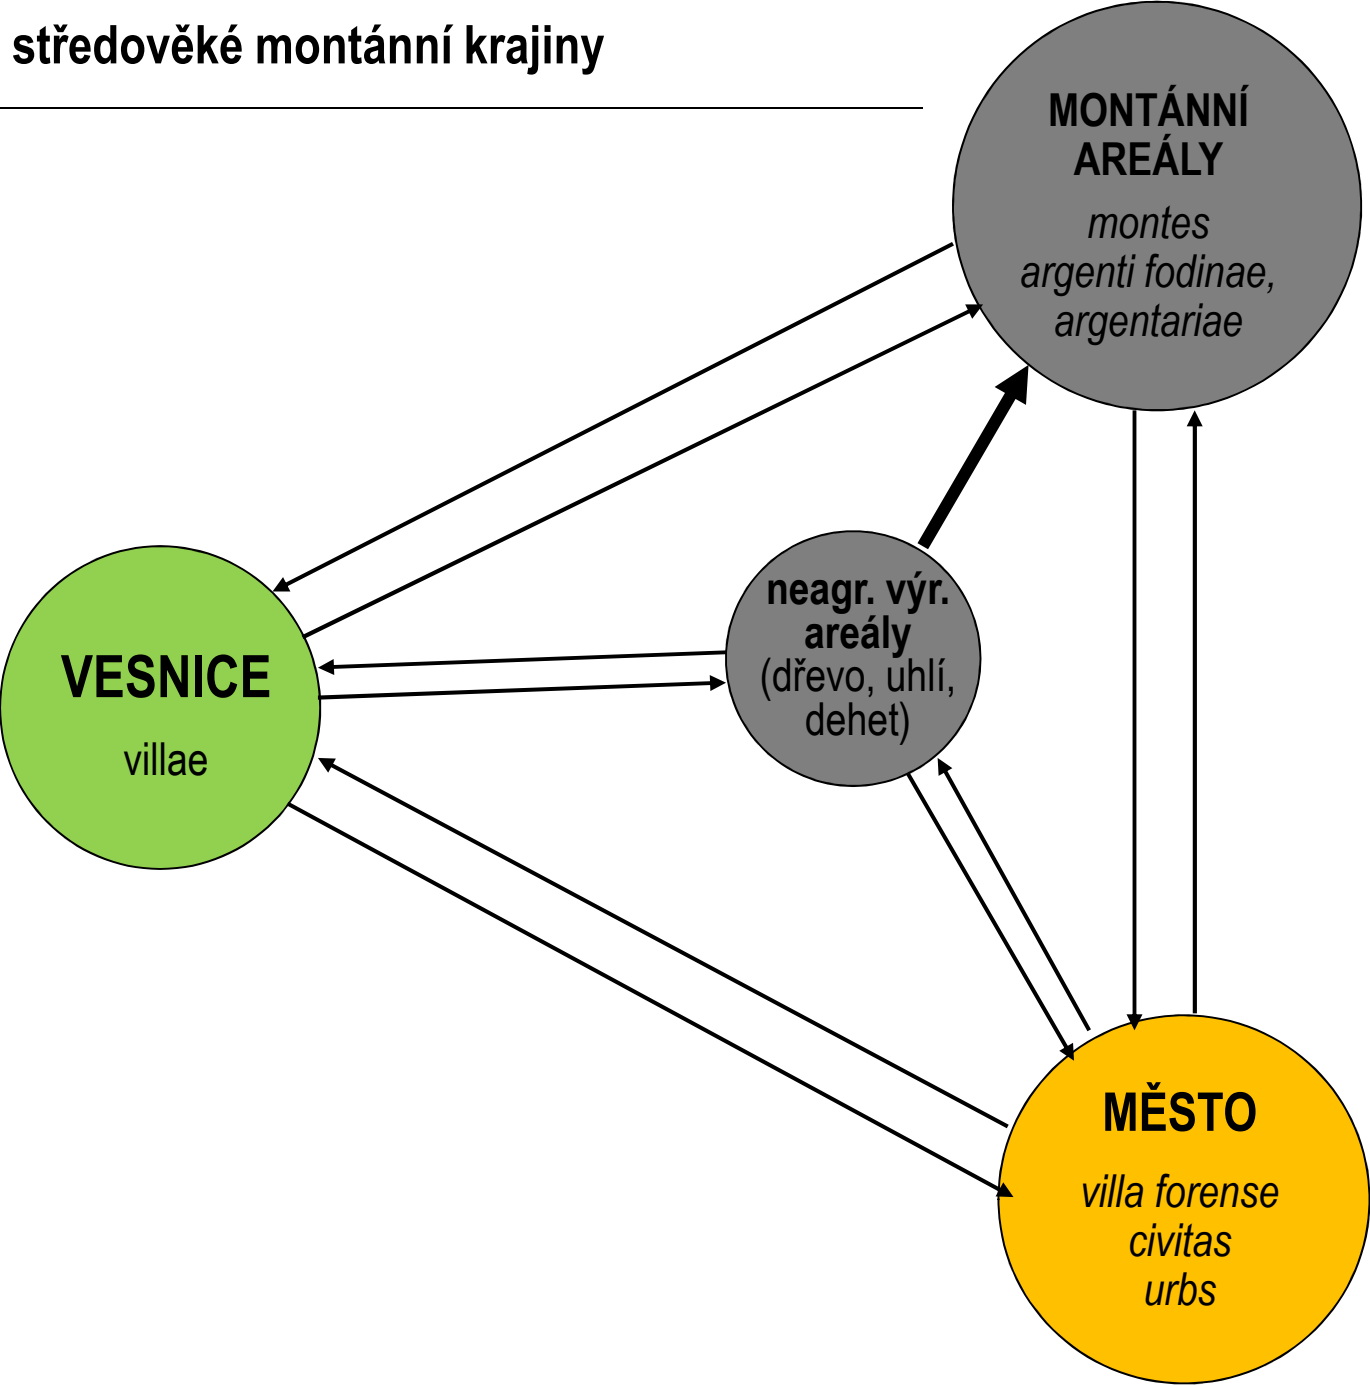 středověké montánní krajiny
MONTÁNNÍ
AREÁLY
montes
argenti fodinae,
argentariae
neagr. výr.
areály
(dřevo, uhlí,
dehet)
VESNICE
villae
MĚSTO
villa forense
civitas
urbs